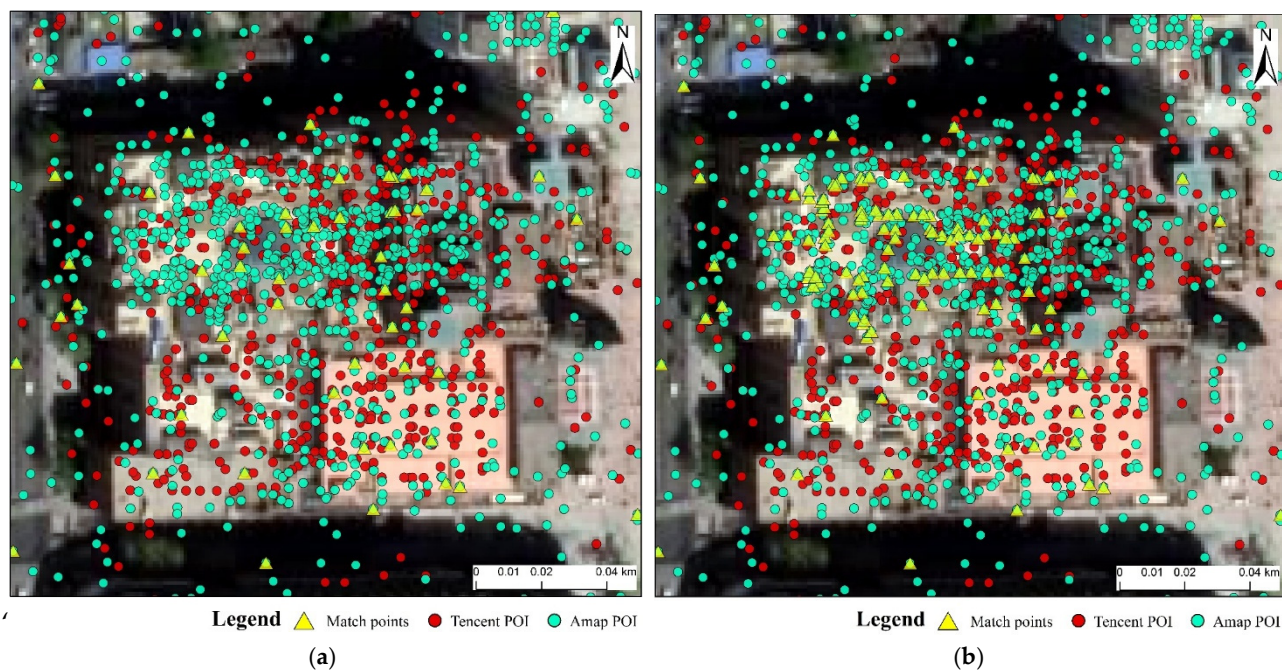 N
N
0 0.01 0.02 0.04 km
0 0.01 0.02 0.04 km
‘ Legend Match points Tencent POI Amap POI
Legend Match points Tencent POI Amap POI
(a)
(b)